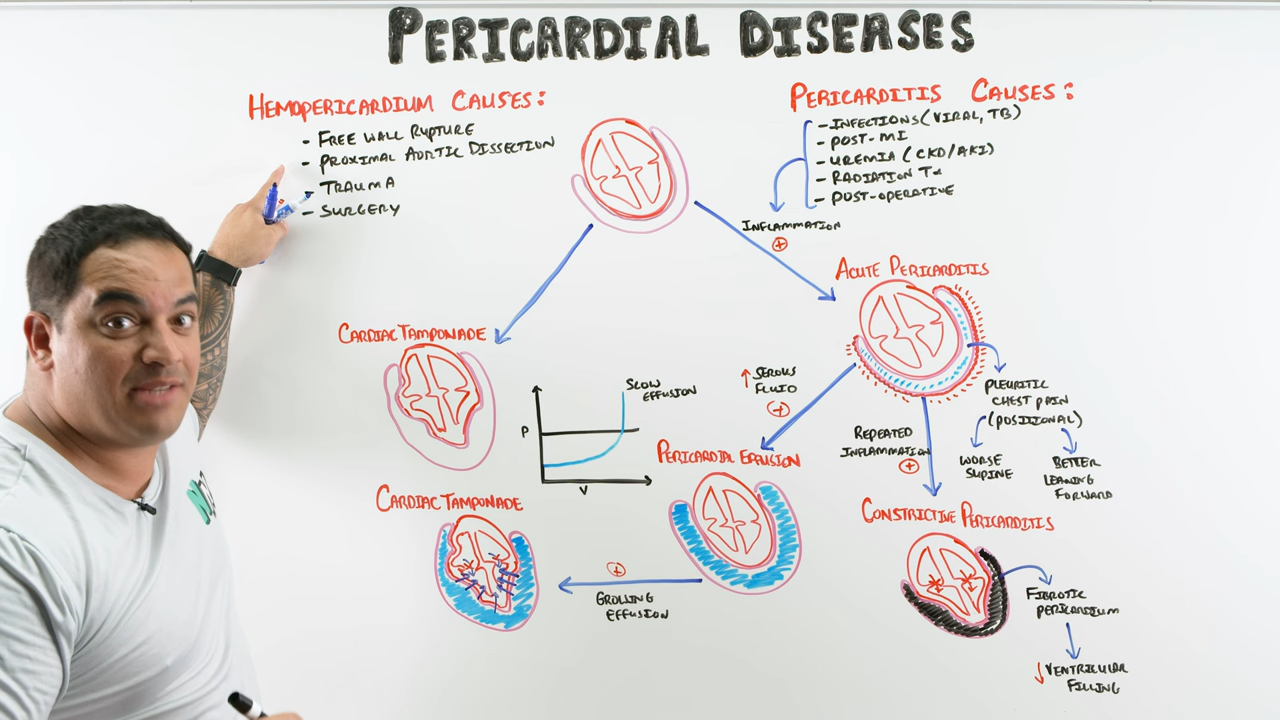 PERICARDIAL DISEASES
HEMOPERICARDIUM CAUSES:
- FREE WALL RUPTURE
- PROXIMAL AORTIC DISSECTION
- TRAUMA
- SURGERY
PERICARDITIS CAUSES:
- INFECTIONS (VIRAL, TB)
- POST-MI
- UREMIA (CKD/AKI)
- RADIATION Tx
- POST-OPERATIVE
INFLAMMATION
+
ACUTE PERICARDITIS
CARDIAC TAMPONADE
P
V
SLOW
EFFUSION
↑ SEROUS
FLUID
+
PLEURITIC
CHEST PAIN
(POSITIONAL)
WORSE
SUPINE
BETTER
LEANING
FORWARD
REPEATED
INFLAMMATION
+
PERICARDIAL EFFUSION
CARDIAC TAMPONADE
+
GROWING
EFFUSION
CONSTRICTIVE PERICARDITIS
FIBROTIC
PERICARDIUM
↓ VENTRICULAR
FILLING